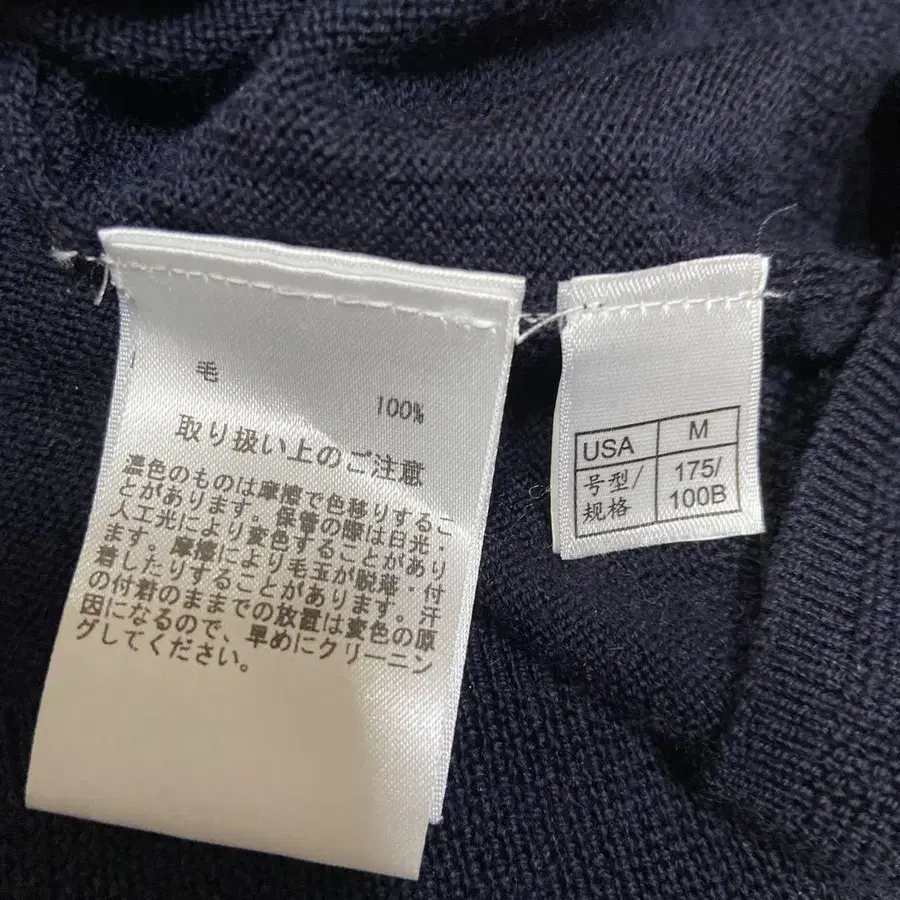 毛
100%
取り扱い上のご注意
濃色のものは摩擦で色移りするこ
とがあります。保管の際は日光・
人工光により変色することがあり
ます。摩擦により毛玉が脱落・付
着したりすることがあります。汗
の付着のままでの放置は変色の原
因になるので、早めにクリーニン
グしてください。
USA M
号型/ 175/
规格 100B